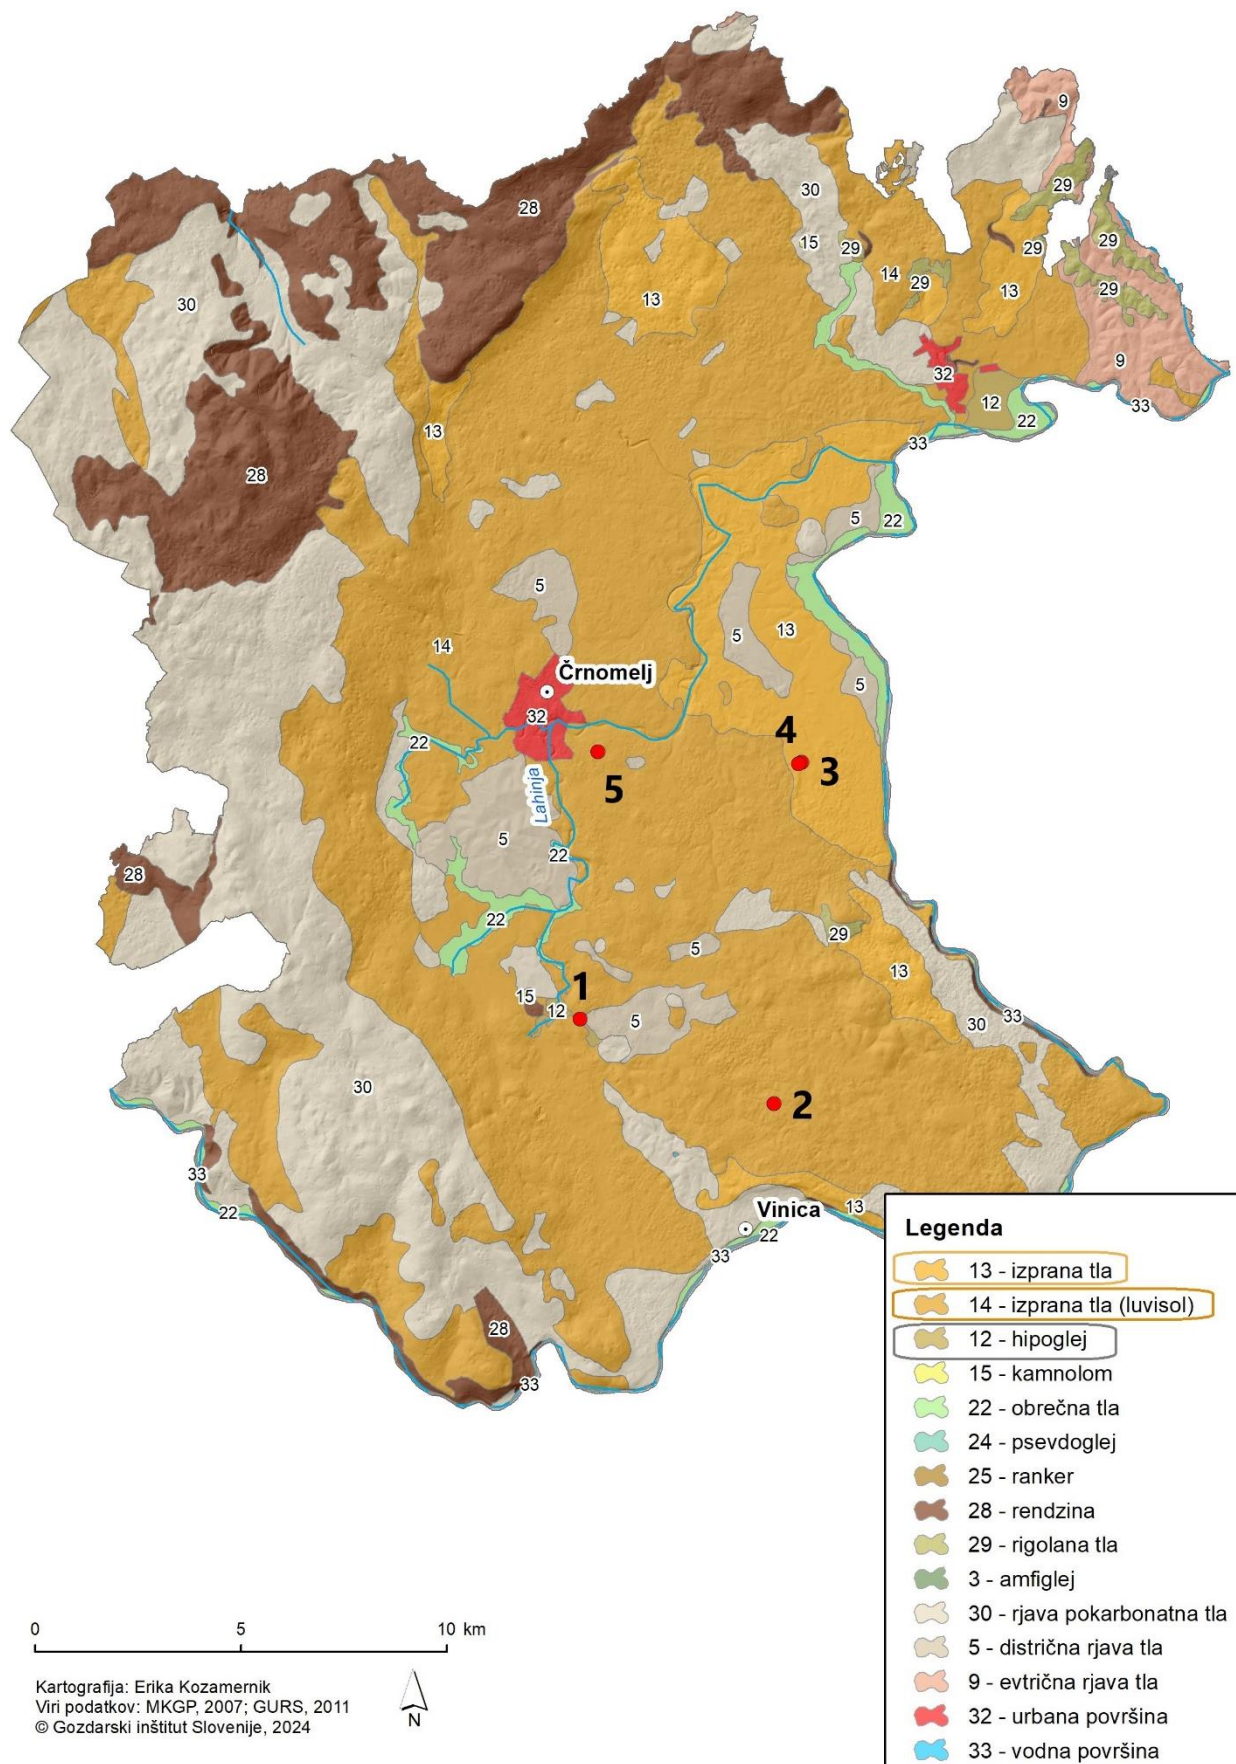 9
30
29
28
15
29
29
14
29
29
13
29
30
13
9
32
12
33
22
13
33
28
5
22
5
5
13
14
Črnomelj
5
32
4
22
3
5
Lahinja
5
22
28
22
29
5
13
1
15
12
5
33
30
30
2
33
22
Vinica
13
22
33
28
33
Legenda
13 - izprana tla
14 - izprana tla (luvisol)
12 - hipoglej
15 - kamnolom
22 - obrečna tla
24 - psevdoglej
25 - ranker
28 - rendzina
29 - rigolana tla
3 - amfiglej
30 - rjava pokarbonatna tla
5 - distrična rjava tla
9 - evtrična rjava tla
32 - urbana površina
33 - vodna površina
0 5 10 km
Kartografija: Erika Kozamernik
Viri podatkov: MKGP, 2007; GURS, 2011
© Gozdarski inštitut Slovenije, 2024
N